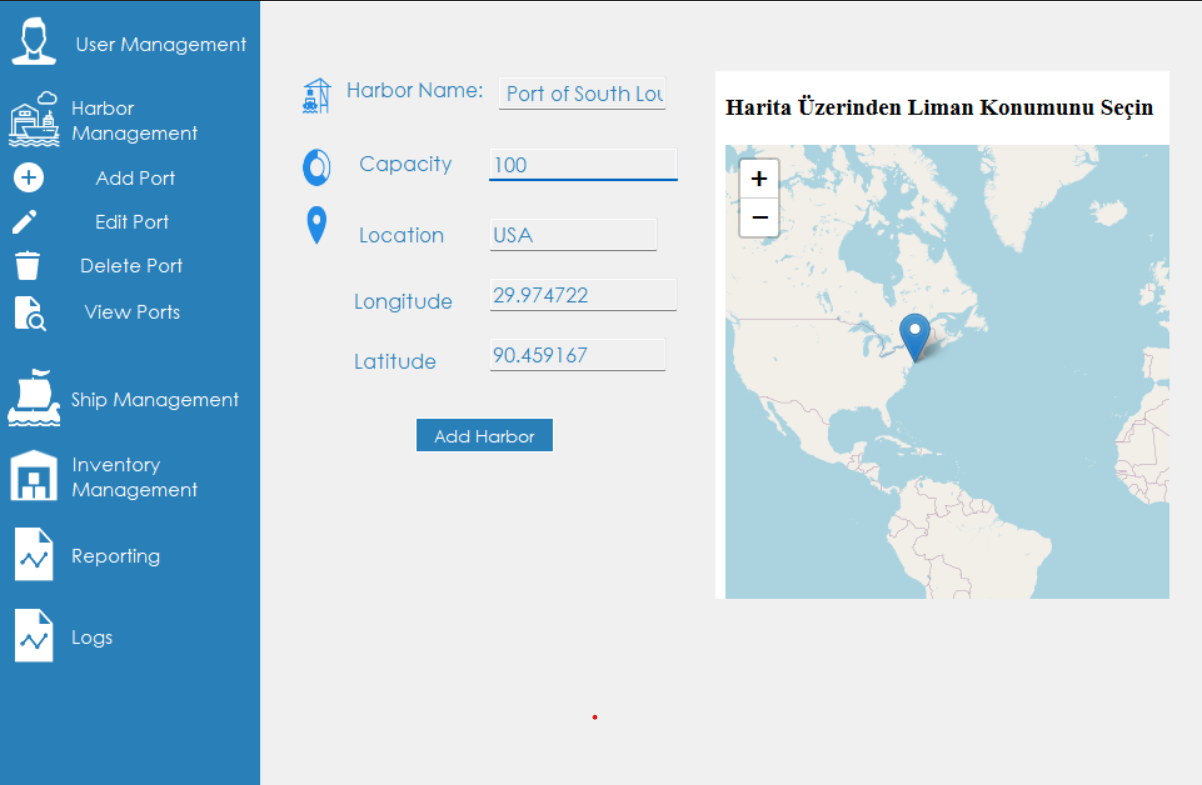 User Management
Harbor
Management
Add Port
Edit Port
Delete Port
View Ports
Ship Management
Inventory
Management
Reporting
Logs
Harbor Name: Port of South Lou
Capacity 100
Location USA
Longitude 29.974722
Latitude 90.459167
Add Harbor
Harita Üzerinden Liman Konumunu Seçin
+
−